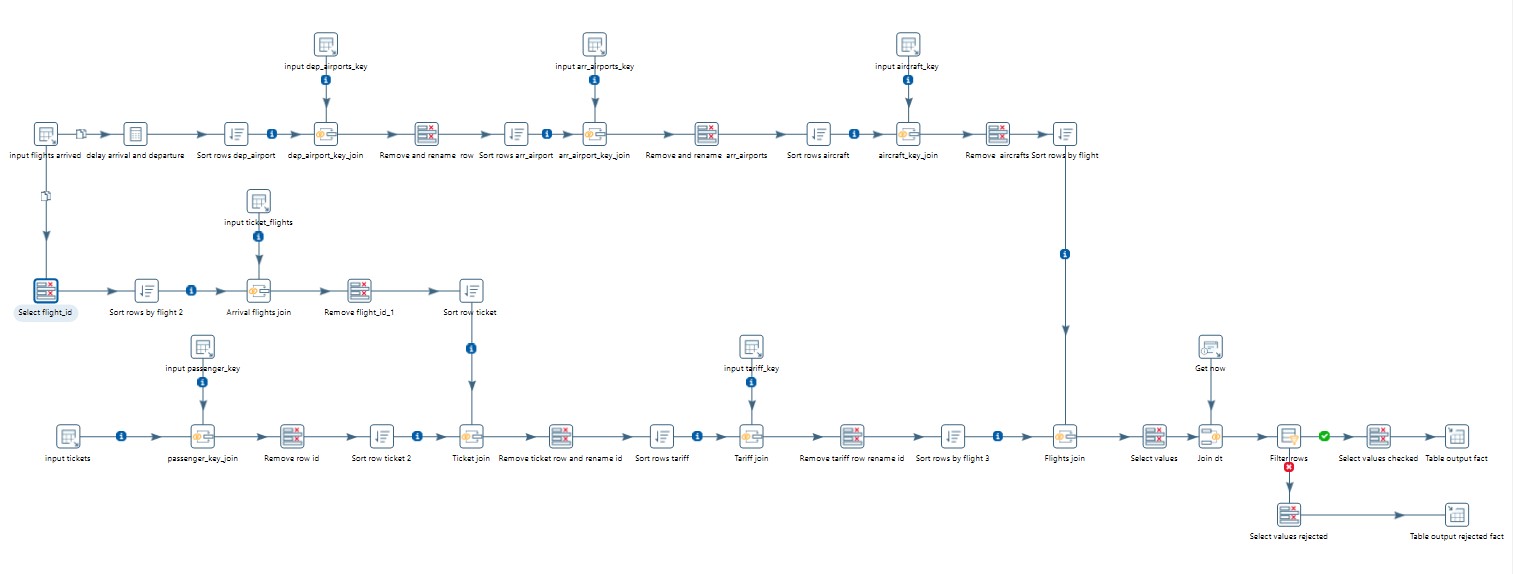 input dep_airports_key
input arr_airports_key
input aircraft_key
input flights arrived
delay arrival and departure
Sort rows dep_airport
dep_airport_key_join
Remove and rename row
Sort rows arr_airport
arr_airport_key_join
Remove and rename arr_airports
Sort rows aircraft
aircraft_key_join
Remove aircrafts
Sort rows by flight
input ticket_flights
Select flight_id
Sort rows by flight 2
Arrival flights join
Remove flight_id_1
Sort row ticket
input passenger_key
input tariff_key
Get now
input tickets
passenger_key_join
Remove row id
Sort row ticket 2
Ticket join
Remove ticket row and rename id
Sort rows tariff
Tariff join
Remove tariff row rename id
Sort rows by flight 3
Flights join
Select values
Join dt
Filter rows
Select values checked
Table output fact
Select values rejected
Table output rejected fact